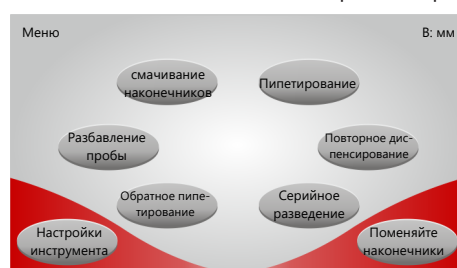 Меню
В: мм
смачивание
наконечников
Пипетирование
Разбавление
пробы
Повторное дис-
пенсирование
Обратное пипе-
тирование
Серийное
разведение
Настройки
инструмента
Поменяйте
наконечники